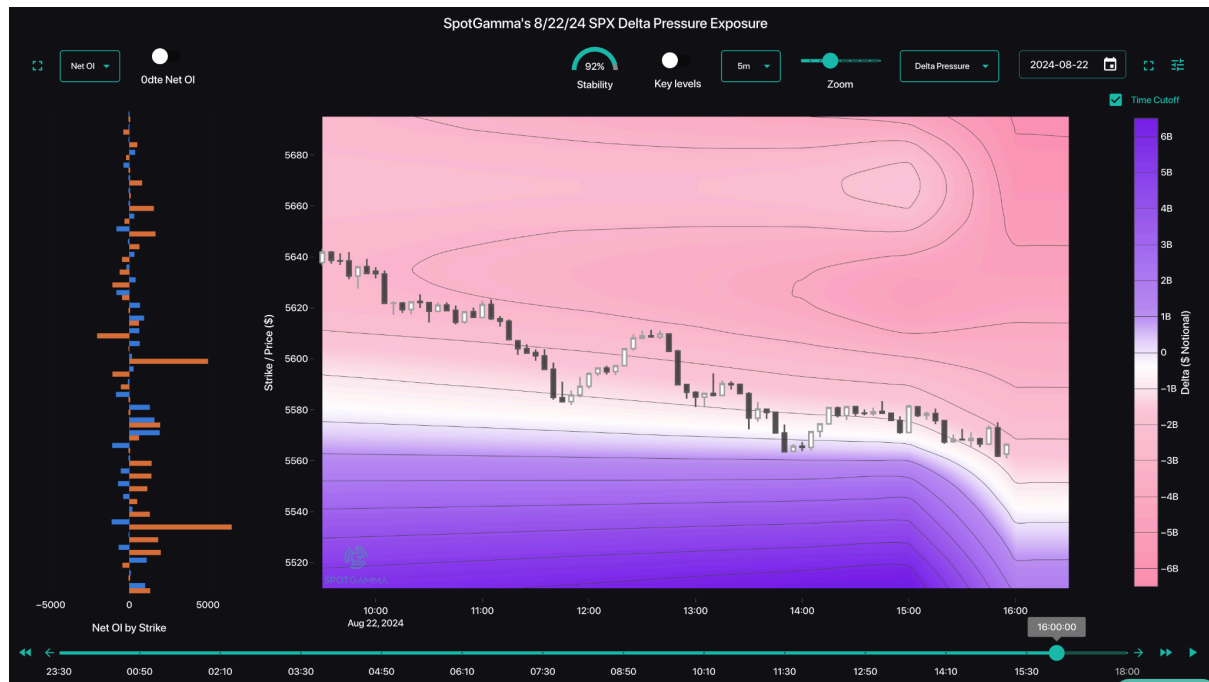 SpotGamma's 8/22/24 SPX Delta Pressure Exposure
Net OI
0dte Net OI
92%
Stability
Key levels
5m
Zoom
Delta Pressure
2024-08-22
Time Cutoff
5680
5660
5640
5620
5600
5580
5560
5540
5520
Strike / Price ($)
6B
5B
4B
3B
2B
1B
0
−1B
−2B
−3B
−4B
−5B
−6B
Delta ($ Notional)
SPOTGAMMA
−5000
0
5000
Net OI by Strike
10:00
11:00
12:00
13:00
14:00
15:00
16:00
Aug 22, 2024
16:00:00
23:30
00:50
02:10
03:30
04:50
06:10
07:30
08:50
10:10
11:30
12:50
14:10
15:30
18:00